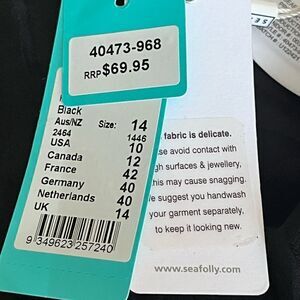 40473-968
RRP $69.95
Black
Aus/NZ Size: 14
2464 1446
USA 10
Canada 12
France 42
Germany 40
Netherlands 40
UK 14
9 349623 257240
fabric is delicate.
avoid contact with
surfaces & jewellery,
this may cause snagging.
suggest you handwash
your garment separately,
to keep it looking new.
www.seafolly.com